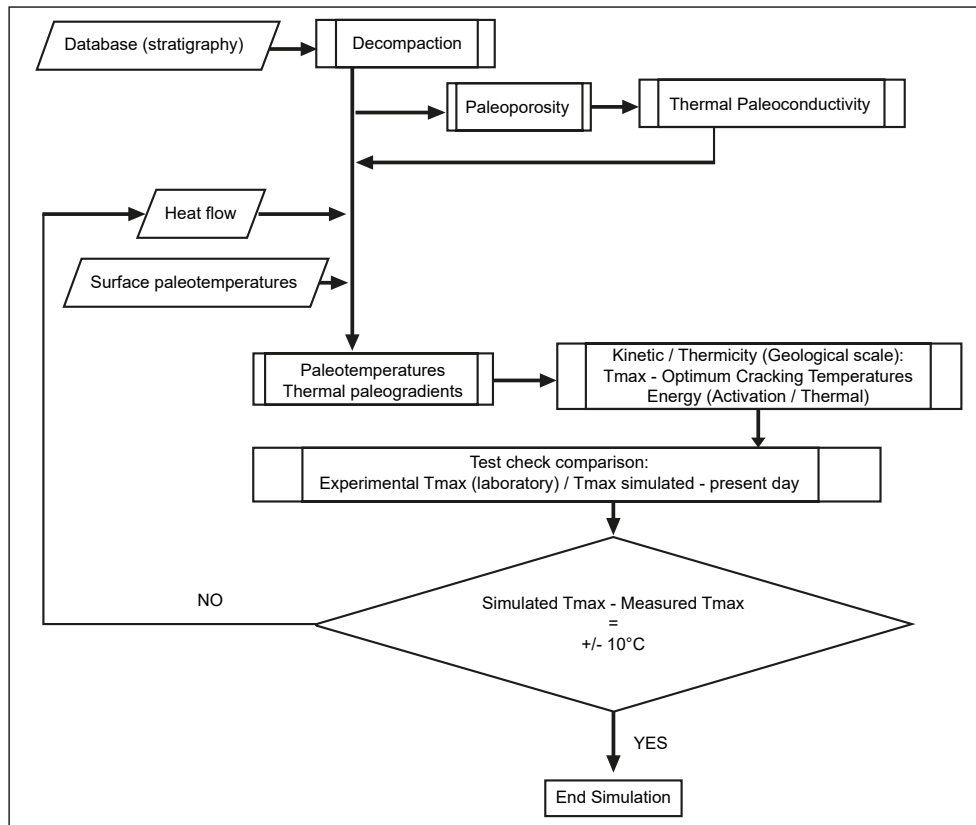 Database (stratigraphy)
Decompaction
Paleoporosity
Thermal Paleoconductivity
Heat flow
Surface paleotemperatures
Paleotemperatures
Thermal paleogradients
Kinetic / Thermicity (Geological scale):
Tmax - Optimum Cracking Temperatures
Energy (Activation / Thermal)
Test check comparison:
Experimental Tmax (laboratory) / Tmax simulated - present day
NO
Simulated Tmax - Measured Tmax
=
+/- 10°C
YES
End Simulation